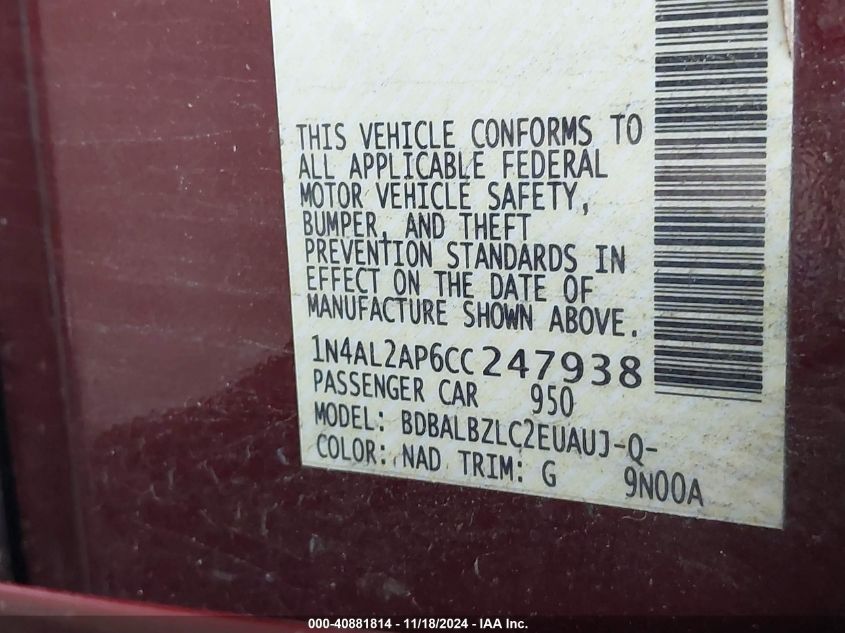 THIS VEHICLE CONFORMS TO
ALL APPLICABLE FEDERAL
MOTOR VEHICLE SAFETY,
BUMPER, AND THEFT
PREVENTION STANDARDS IN
EFFECT ON THE DATE OF
MANUFACTURE SHOWN ABOVE.
1N4AL2AP6CC247938
PASSENGER CAR 950
MODEL: BDBALBZLC2EUAUJ-Q-
COLOR: NAD TRIM: G 9N00A
000-40881814 - 11/18/2024 - IAA Inc.